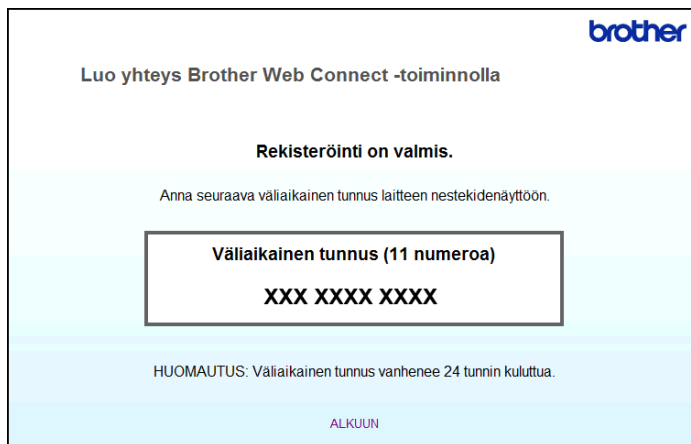 brother
Luo yhteys Brother Web Connect -toiminnolla
Rekisteröinti on valmis.
Anna seuraava väliaikainen tunnus laitteen nestekidenäyttöön.
Väliaikainen tunnus (11 numeroa)
XXX XXXX XXXX
HUOMAUTUS: Väliaikainen tunnus vanhenee 24 tunnin kuluttua.
ALKUUN